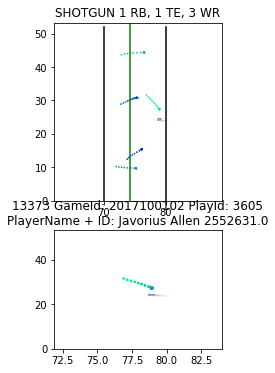 SHOTGUN 1 RB, 1 TE, 3 WR
50
40
30
20
10
0
70 80
13373 GameId: 2017100102 PlayId: 3605
PlayerName + ID: Javorius Allen 2552631.0
40
20
0
72.5 75.0 77.5 80.0 82.5